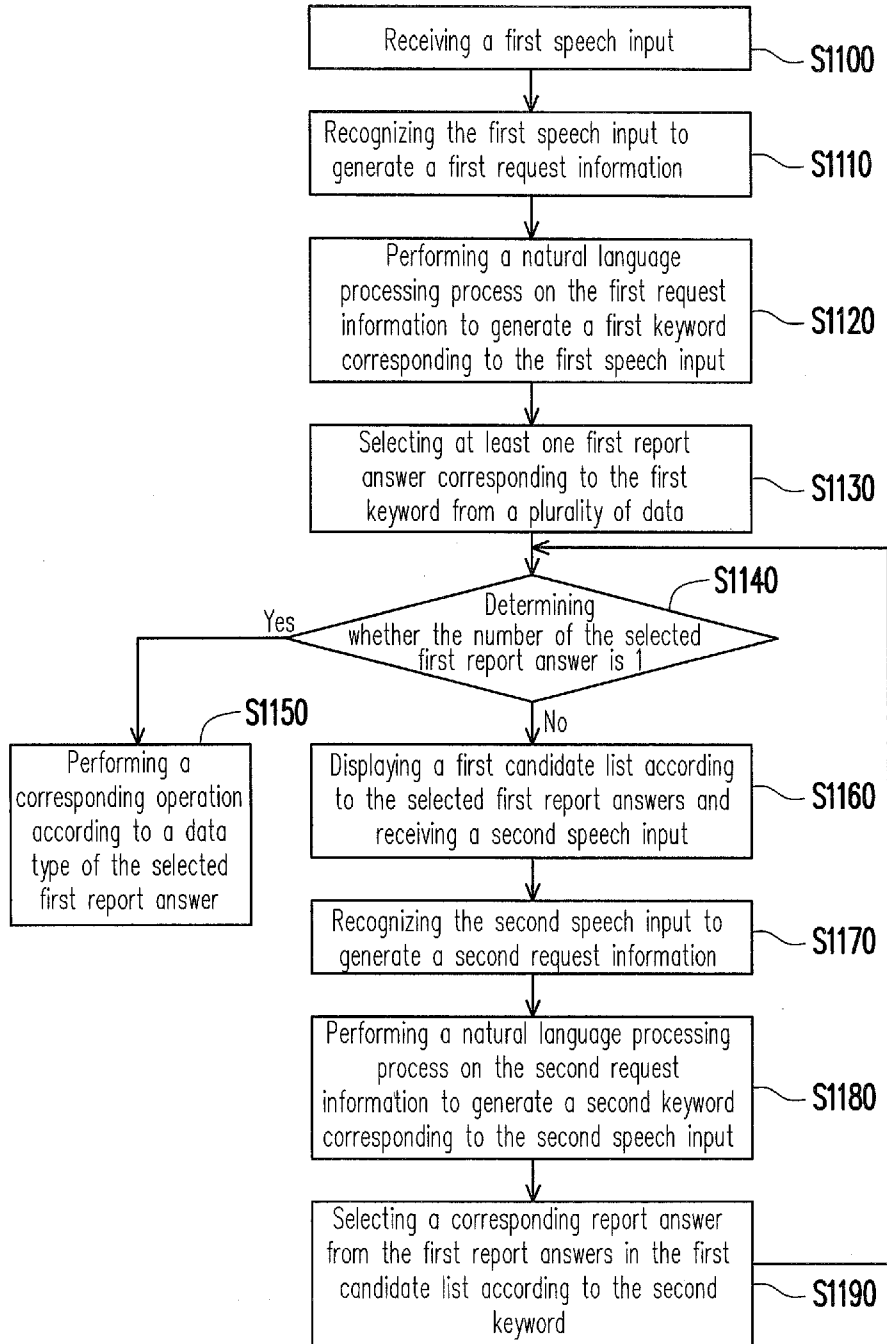 Receiving a first speech input
S1100
Recognizing the first speech input to
generate a first request information
S1110
Performing a natural language
processing process on the first request
information to generate a first keyword
corresponding to the first speech input
S1120
Selecting at least one first report
answer corresponding to the first
keyword from a plurality of data
S1130
S1140
Determining
whether the number of the selected
first report answer is 1
Yes
No
S1150
Performing a
corresponding operation
according to a data
type of the selected
first report answer
Displaying a first candidate list according
to the selected first report answers and
receiving a second speech input
S1160
Recognizing the second speech input to
generate a second request information
S1170
Performing a natural language processing
process on the second request
information to generate a second keyword
corresponding to the second speech input
S1180
Selecting a corresponding report answer
from the first report answers in the first
candidate list according to the second
keyword
S1190